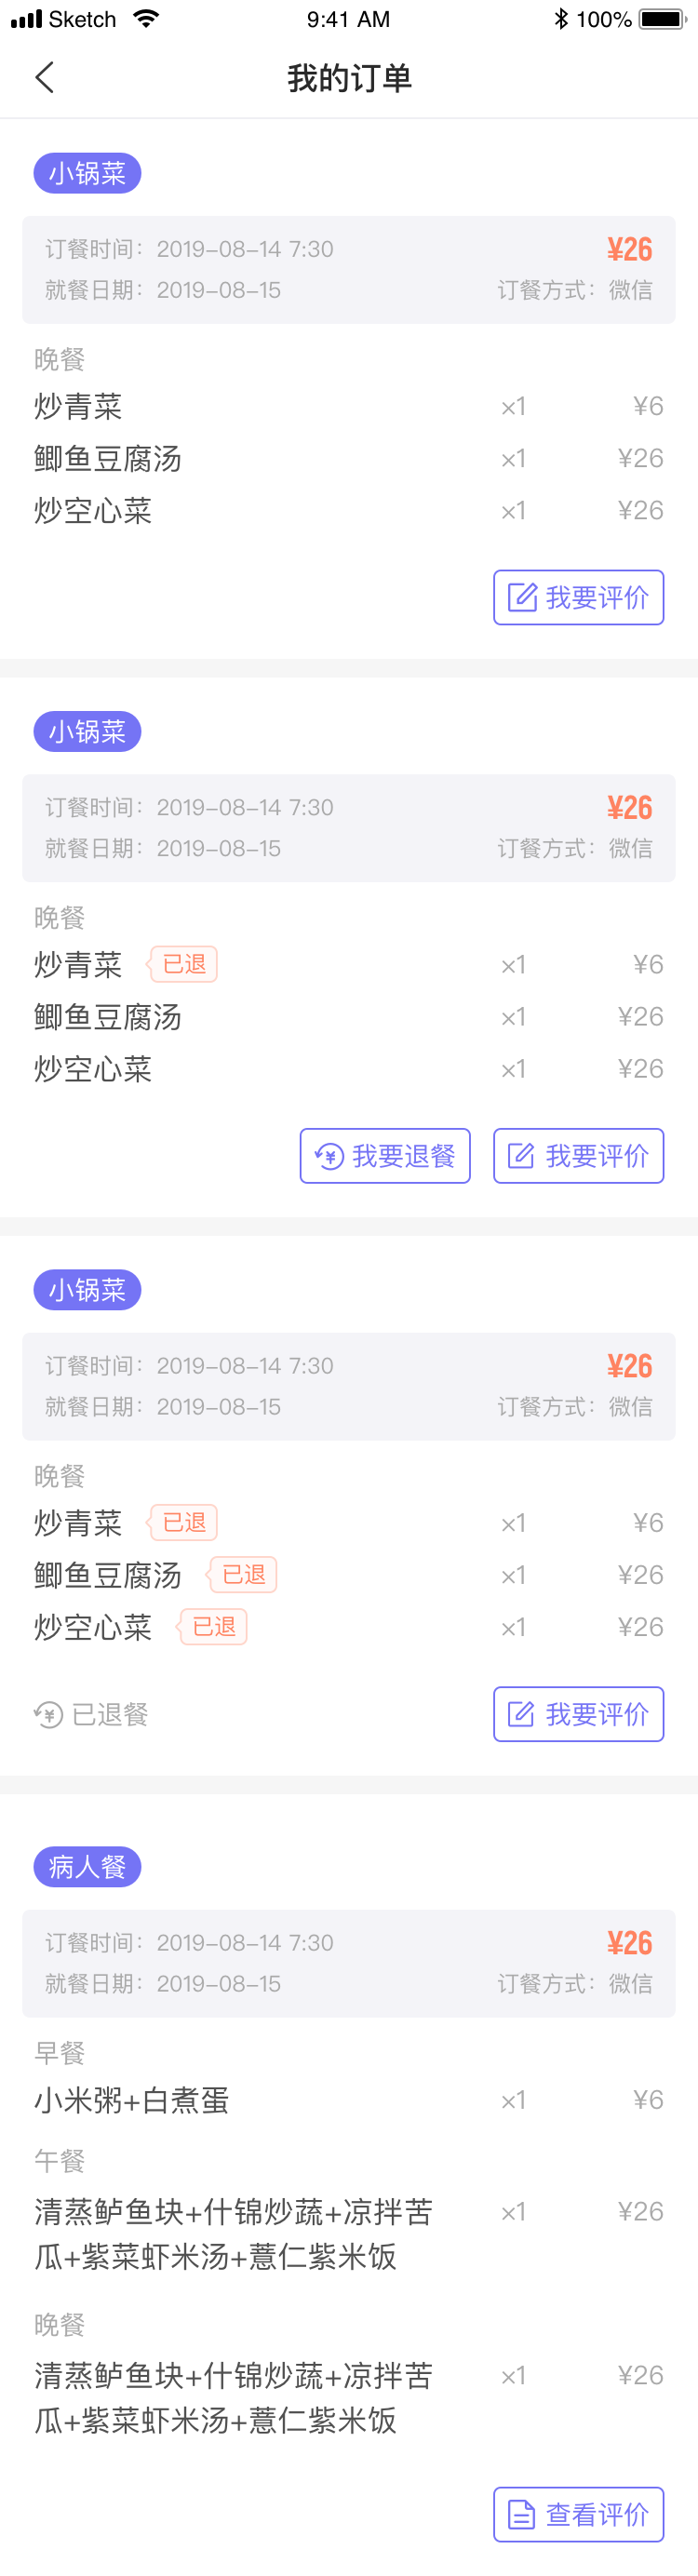 Sketch 9:41 AM 100%
我的订单
小锅菜
订餐时间：2019-08-14 7:30 ¥26
就餐日期：2019-08-15 订餐方式：微信
晚餐
炒青菜 ×1 ¥6
鲫鱼豆腐汤 ×1 ¥26
炒空心菜 ×1 ¥26
我要评价
小锅菜
订餐时间：2019-08-14 7:30 ¥26
就餐日期：2019-08-15 订餐方式：微信
晚餐
炒青菜 已退 ×1 ¥6
鲫鱼豆腐汤 ×1 ¥26
炒空心菜 ×1 ¥26
我要退餐 我要评价
小锅菜
订餐时间：2019-08-14 7:30 ¥26
就餐日期：2019-08-15 订餐方式：微信
晚餐
炒青菜 已退 ×1 ¥6
鲫鱼豆腐汤 已退 ×1 ¥26
炒空心菜 已退 ×1 ¥26
已退餐 我要评价
病人餐
订餐时间：2019-08-14 7:30 ¥26
就餐日期：2019-08-15 订餐方式：微信
早餐
小米粥+白煮蛋 ×1 ¥6
午餐
清蒸鲈鱼块+什锦炒蔬+凉拌苦 ×1 ¥26
瓜+紫菜虾米汤+薏仁紫米饭
晚餐
清蒸鲈鱼块+什锦炒蔬+凉拌苦 ×1 ¥26
瓜+紫菜虾米汤+薏仁紫米饭
查看评价